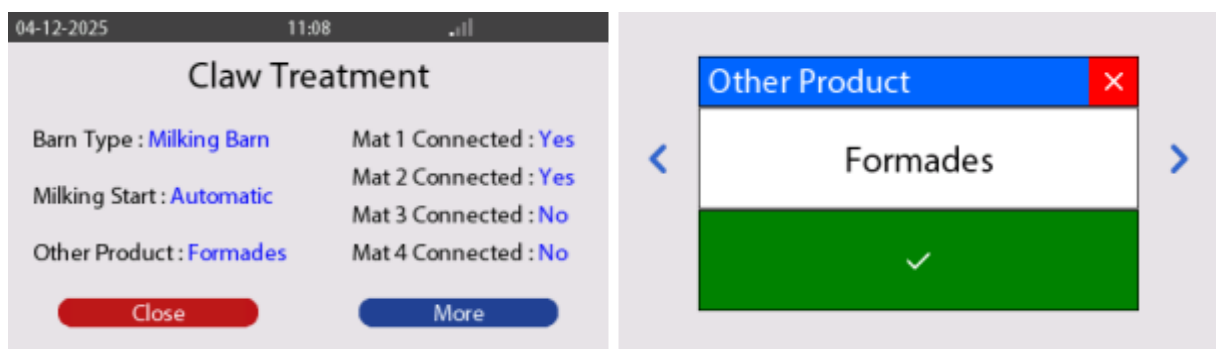 04-12-2025 11:08
Claw Treatment
Barn Type : Milking Barn
Milking Start : Automatic
Other Product : Formades
Mat 1 Connected : Yes
Mat 2 Connected : Yes
Mat 3 Connected : No
Mat 4 Connected : No
Close
More
Other Product
Formades